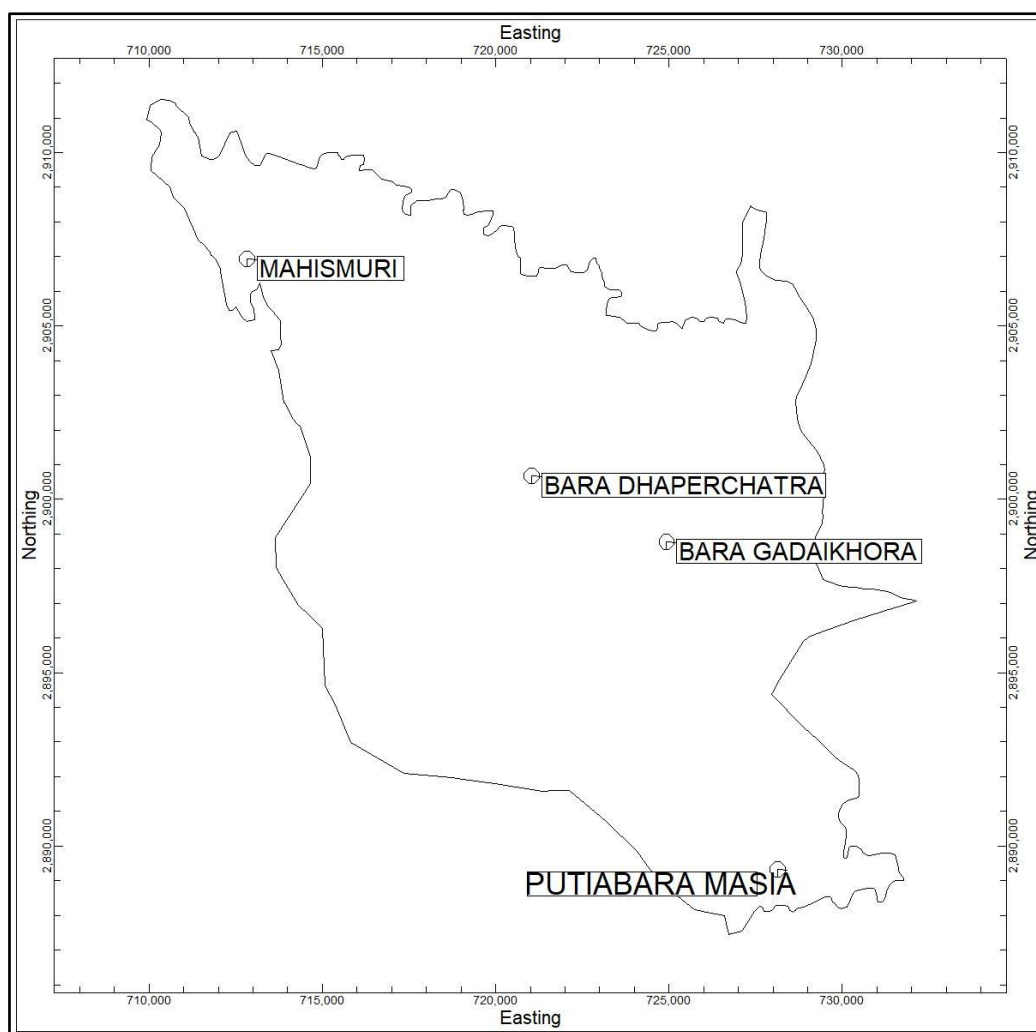 Easting
710,000 715,000 720,000 725,000 730,000
2,910,000 2,910,000
MAHISMURI
2,905,000 2,905,000
BARA DHAPERCHATRA
2,900,000 2,900,000
Northing Northing
BARA GADAIKHORA
2,895,000 2,895,000
2,890,000 2,890,000
PUTIABARA MASIA
710,000 715,000 720,000 725,000 730,000
Easting